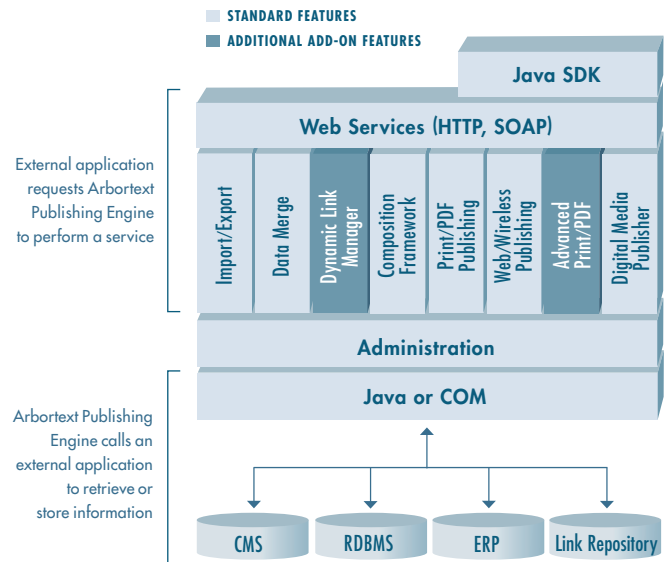 STANDARD FEATURES
ADDITIONAL ADD-ON FEATURES
Java SDK
Web Services (HTTP, SOAP)
External application
requests Arbortext
Publishing Engine
to perform a service
Import/Export
Data Merge
Dynamic Link
Manager
Composition
Framework
Print/PDF
Publishing
Web/Wireless
Publishing
Advanced
Print/PDF
Digital Media
Publisher
Administration
Java or COM
Arbortext Publishing
Engine calls an
external application
to retrieve or
store information
CMS
RDBMS
ERP
Link Repository